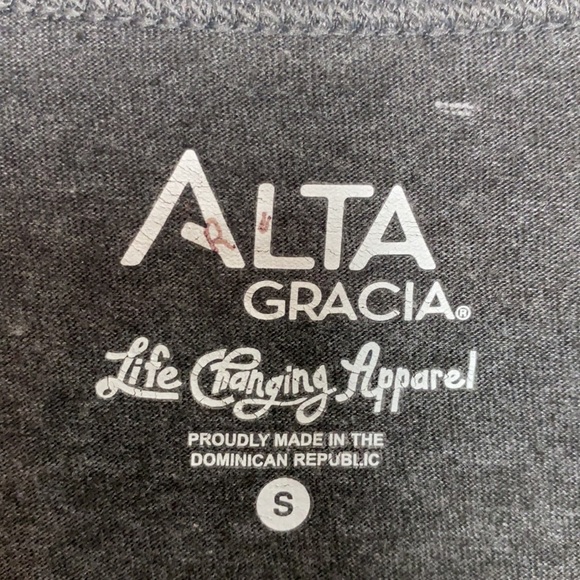 ALTA
GRACIA®
Life Changing Apparel
PROUDLY MADE IN THE
DOMINICAN REPUBLIC
S